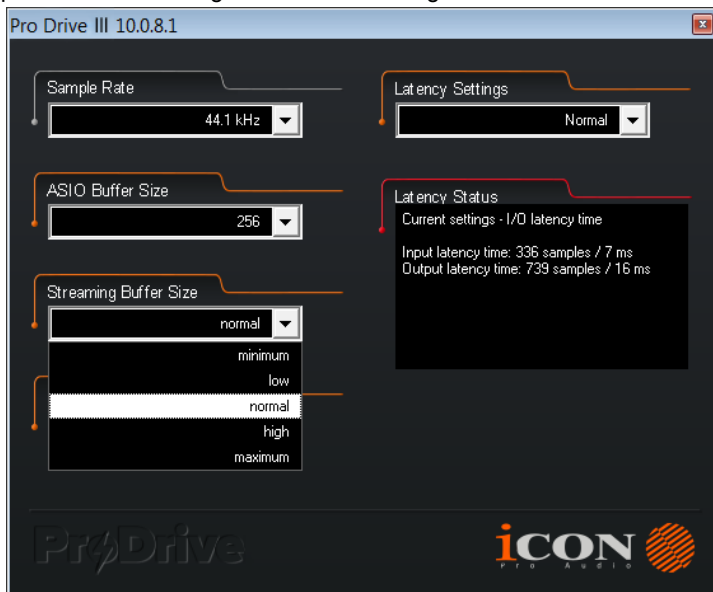 Pro Drive III 10.0.8.1
Sample Rate
44.1 kHz
ASIO Buffer Size
256
Streaming Buffer Size
normal
minimum
low
normal
high
maximum
Latency Settings
Normal
Latency Status
Current settings - I/O latency time
Input latency time: 336 samples / 7 ms
Output latency time: 739 samples / 16 ms
ProDrive
iCON
Pro Audio